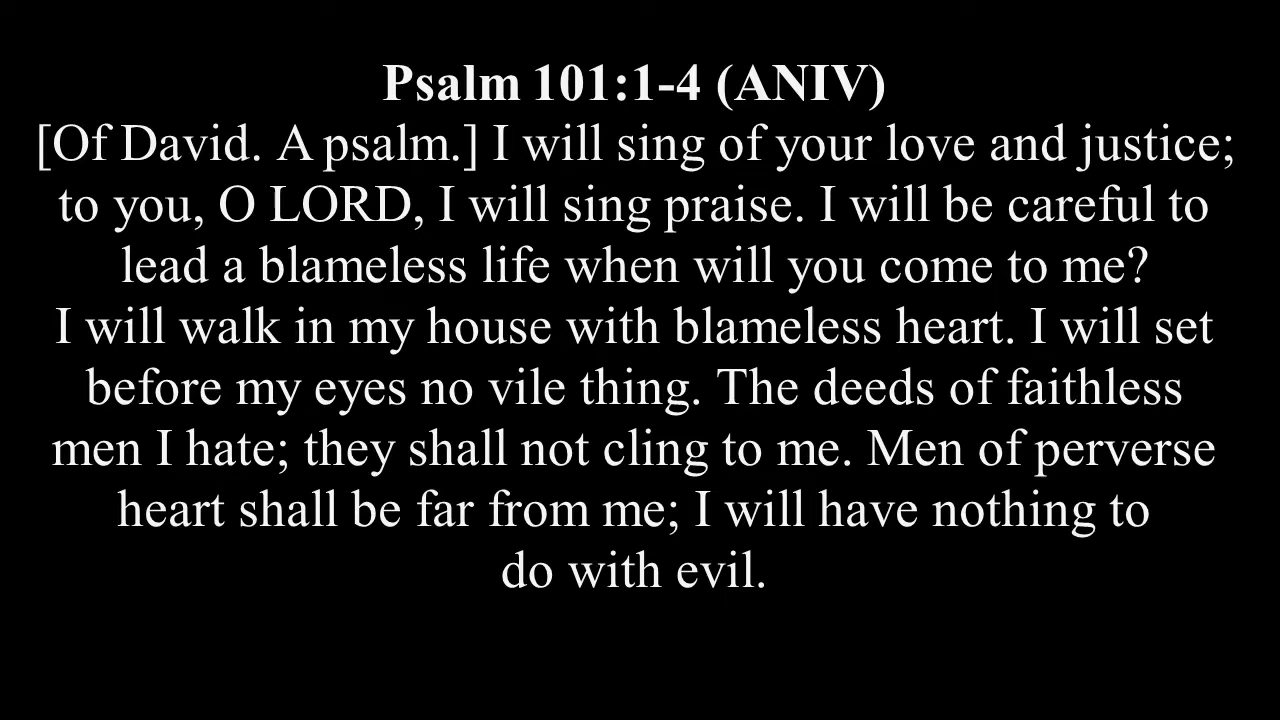 Psalm 101:1-4 (ANIV)
[Of David. A psalm.] I will sing of your love and justice;
to you, O LORD, I will sing praise. I will be careful to
lead a blameless life when will you come to me?
I will walk in my house with blameless heart. I will set
before my eyes no vile thing. The deeds of faithless
men I hate; they shall not cling to me. Men of perverse
heart shall be far from me; I will have nothing to
do with evil.